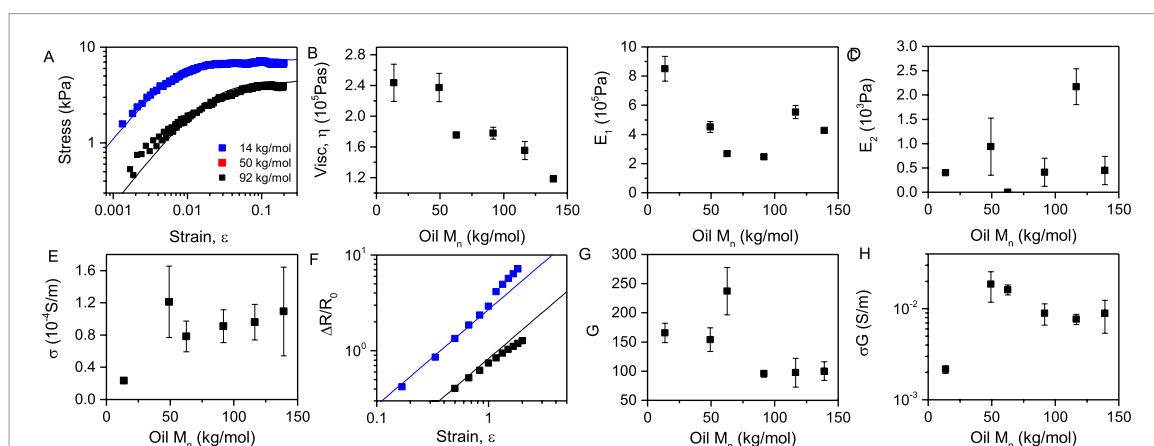 A
Stress (kPa)
10
1
14 kg/mol
50 kg/mol
92 kg/mol
0.001 0.01 0.1
Strain, ε
B
Visc, η (10⁵Pas)
2.8
2.4
2.0
1.6
1.2
0 50 100 150
Oil Mₙ (kg/mol)
C
E₁ (10⁵Pa)
10
8
6
4
2
0
0 50 100 150
Oil Mₙ (kg/mol)
D
E₂ (10³Pa)
3.0
2.5
2.0
1.5
1.0
0.5
0.0
0 50 100 150
Oil Mₙ (kg/mol)
E
σ (10⁻⁴S/m)
1.6
1.2
0.8
0.4
0.0
0 50 100 150
Oil Mₙ (kg/mol)
F
ΔR/R₀
10¹
10⁰
0.1 1
Strain, ε
G
G
300
250
200
150
100
50
0 50 100 150
Oil Mₙ (kg/mol)
H
σG (S/m)
10⁻²
10⁻³
0 50 100 150
Oil Mₙ (kg/mol)